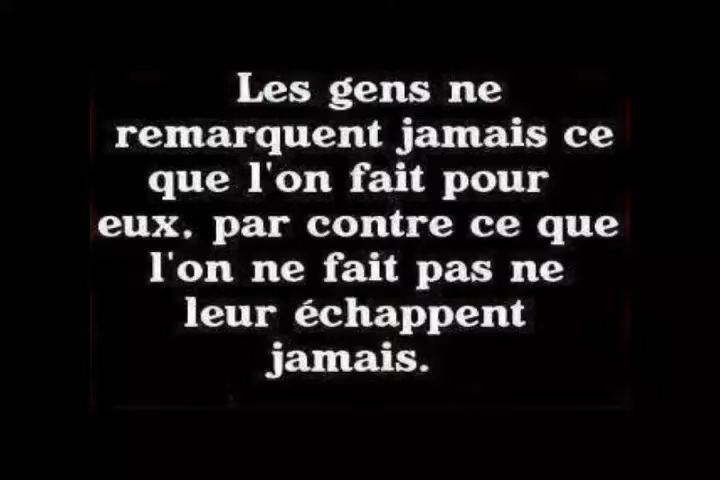 Les gens ne
remarquent jamais ce
que l'on fait pour
eux. par contre ce que
l'on ne fait pas ne
leur échappent
jamais.